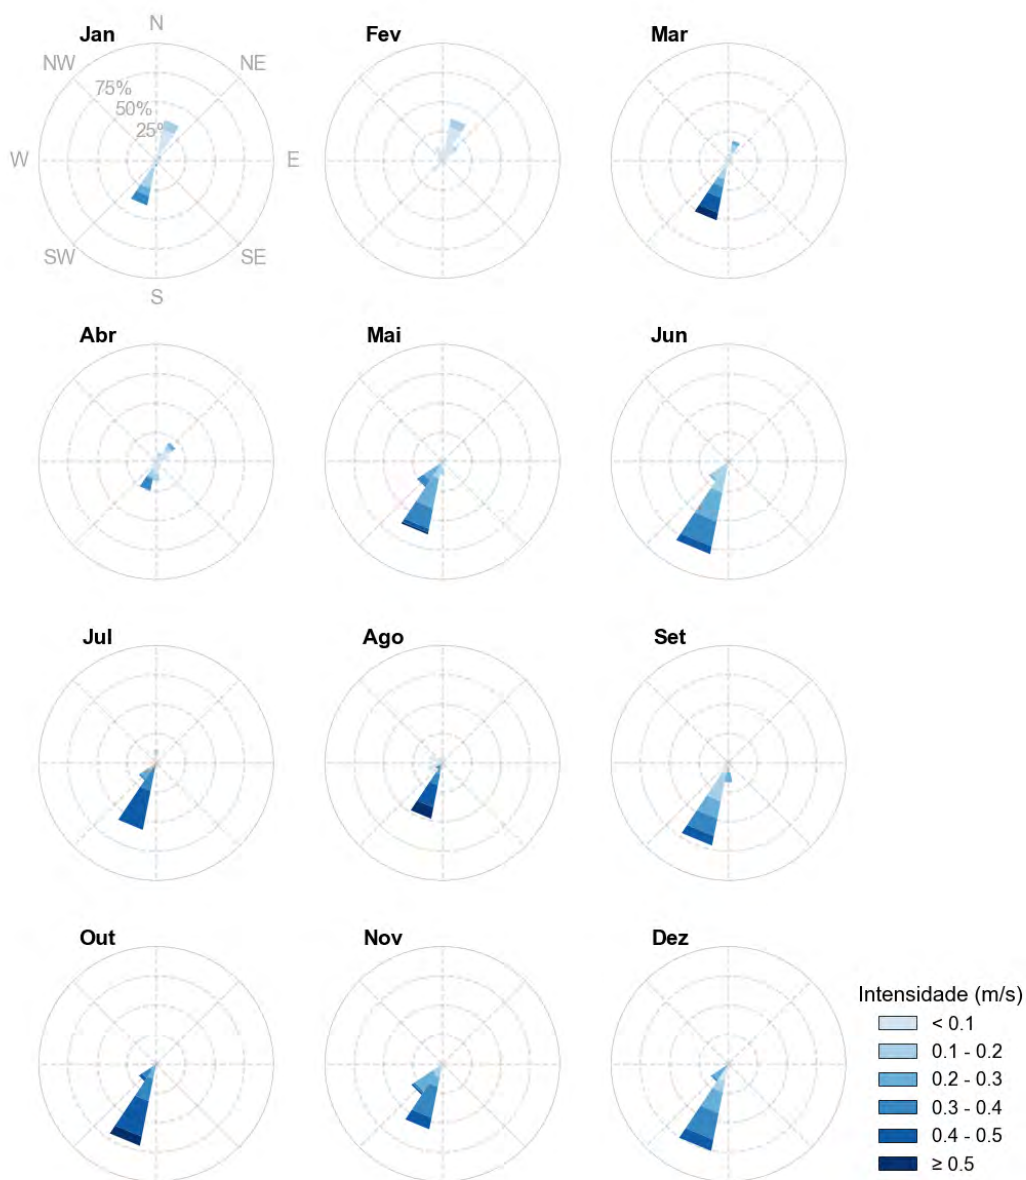 Jan
N
NW
NE
75%
50%
25%
W
E
SW
SE
S
Fev
Mar
Abr
Mai
Jun
Jul
Ago
Set
Out
Nov
Dez
Intensidade (m/s)
< 0.1
0.1 - 0.2
0.2 - 0.3
0.3 - 0.4
0.4 - 0.5
≥ 0.5